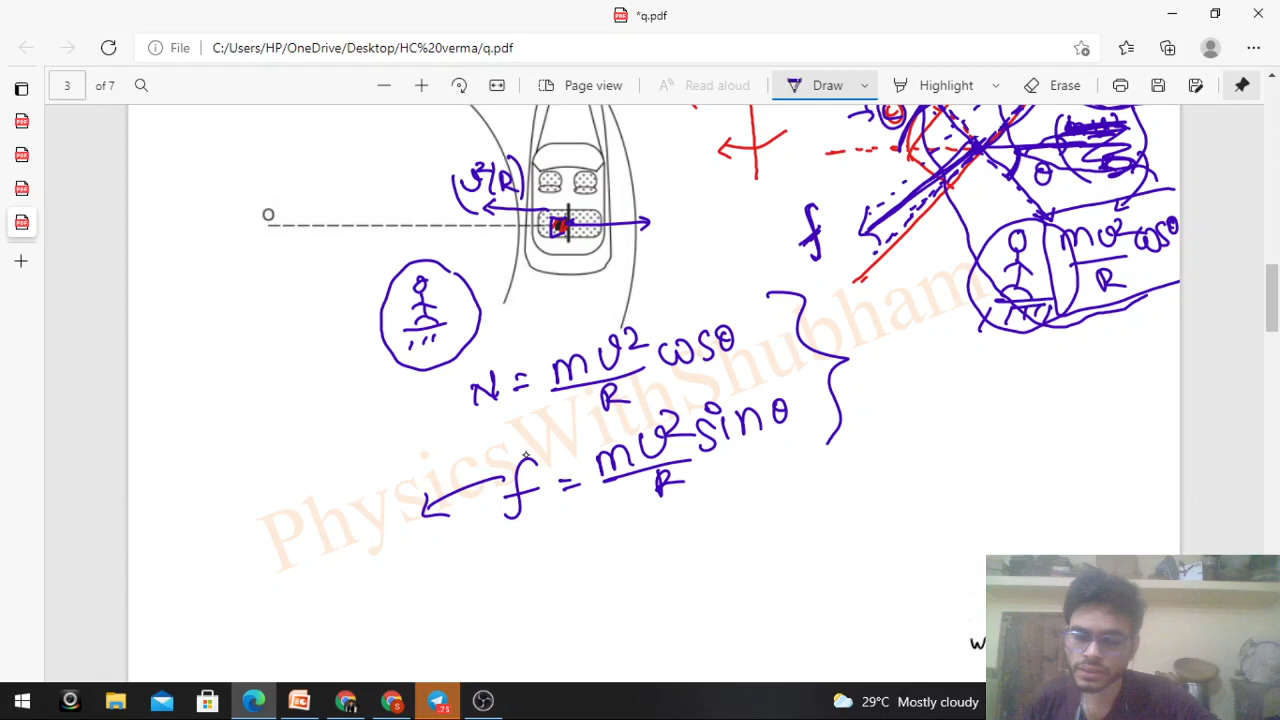 *q.pdf
File C:/Users/HP/OneDrive/Desktop/HC%20verma/q.pdf
3 of 7 Page view Read aloud Draw Highlight Erase
(v²/R)
O
θ
f
mv²/R cosθ
N = mv²/R cosθ
f = mv²/R sinθ
PhysicsWithShubham
W
29°C Mostly cloudy